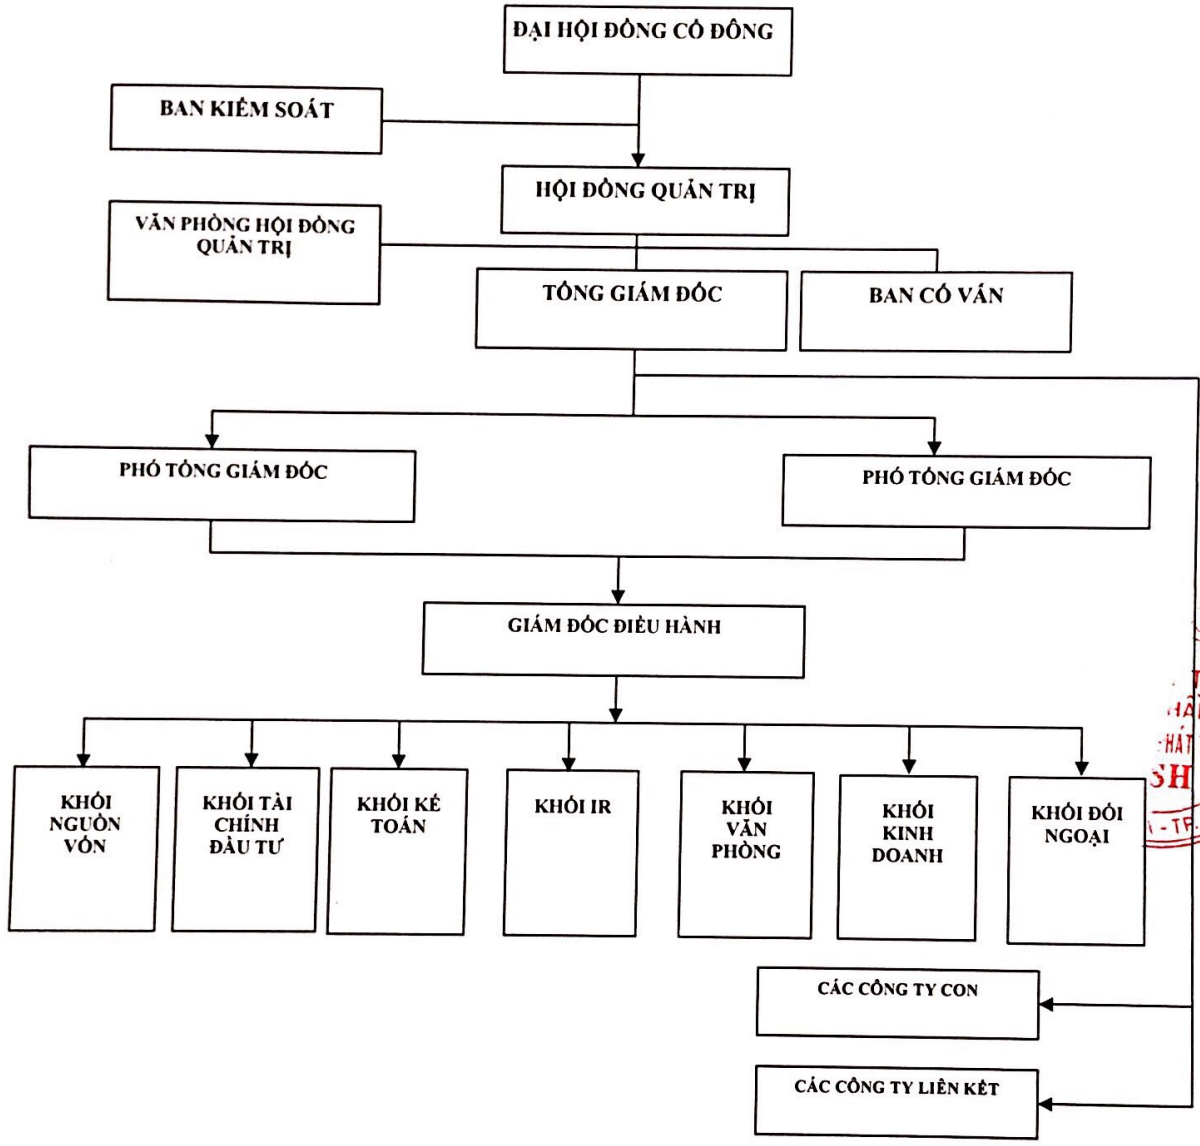 ĐẠI HỘI ĐỒNG CỔ ĐÔNG
BAN KIỂM SOÁT
HỘI ĐỒNG QUẢN TRỊ
VĂN PHÒNG HỘI ĐỒNG
QUẢN TRỊ
TỔNG GIÁM ĐỐC
BAN CỐ VẤN
PHÓ TỔNG GIÁM ĐỐC
PHÓ TỔNG GIÁM ĐỐC
GIÁM ĐỐC ĐIỀU HÀNH
KHỐI
NGUỒN
VỐN
KHỐI TÀI
CHÍNH
ĐẦU TƯ
KHỐI KẾ
TOÁN
KHỐI IR
KHỐI
VĂN
PHÒNG
KHỐI
KINH
DOANH
KHỐI ĐỐI
NGOẠI
CÁC CÔNG TY CON
CÁC CÔNG TY LIÊN KẾT